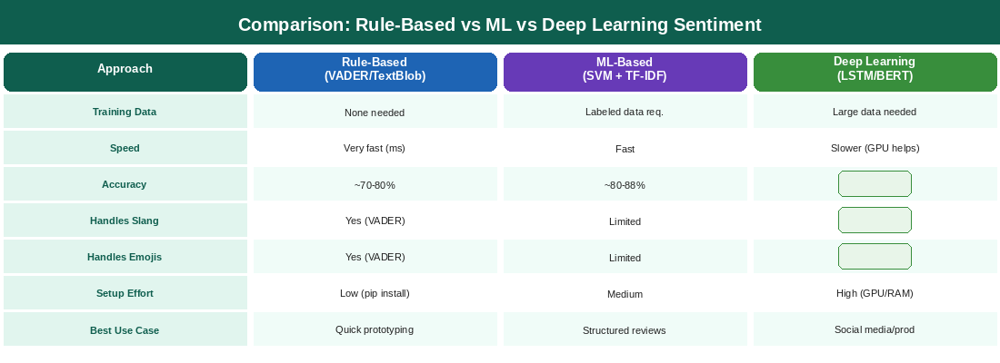 Comparison: Rule-Based vs ML vs Deep Learning Sentiment
Approach
Rule-Based
(VADER/TextBlob)
ML-Based
(SVM + TF-IDF)
Deep Learning
(LSTM/BERT)
Training Data
None needed
Labeled data req.
Large data needed
Speed
Very fast (ms)
Fast
Slower (GPU helps)
Accuracy
~70-80%
~80-88%
Handles Slang
Yes (VADER)
Limited
Handles Emojis
Yes (VADER)
Limited
Setup Effort
Low (pip install)
Medium
High (GPU/RAM)
Best Use Case
Quick prototyping
Structured reviews
Social media/prod